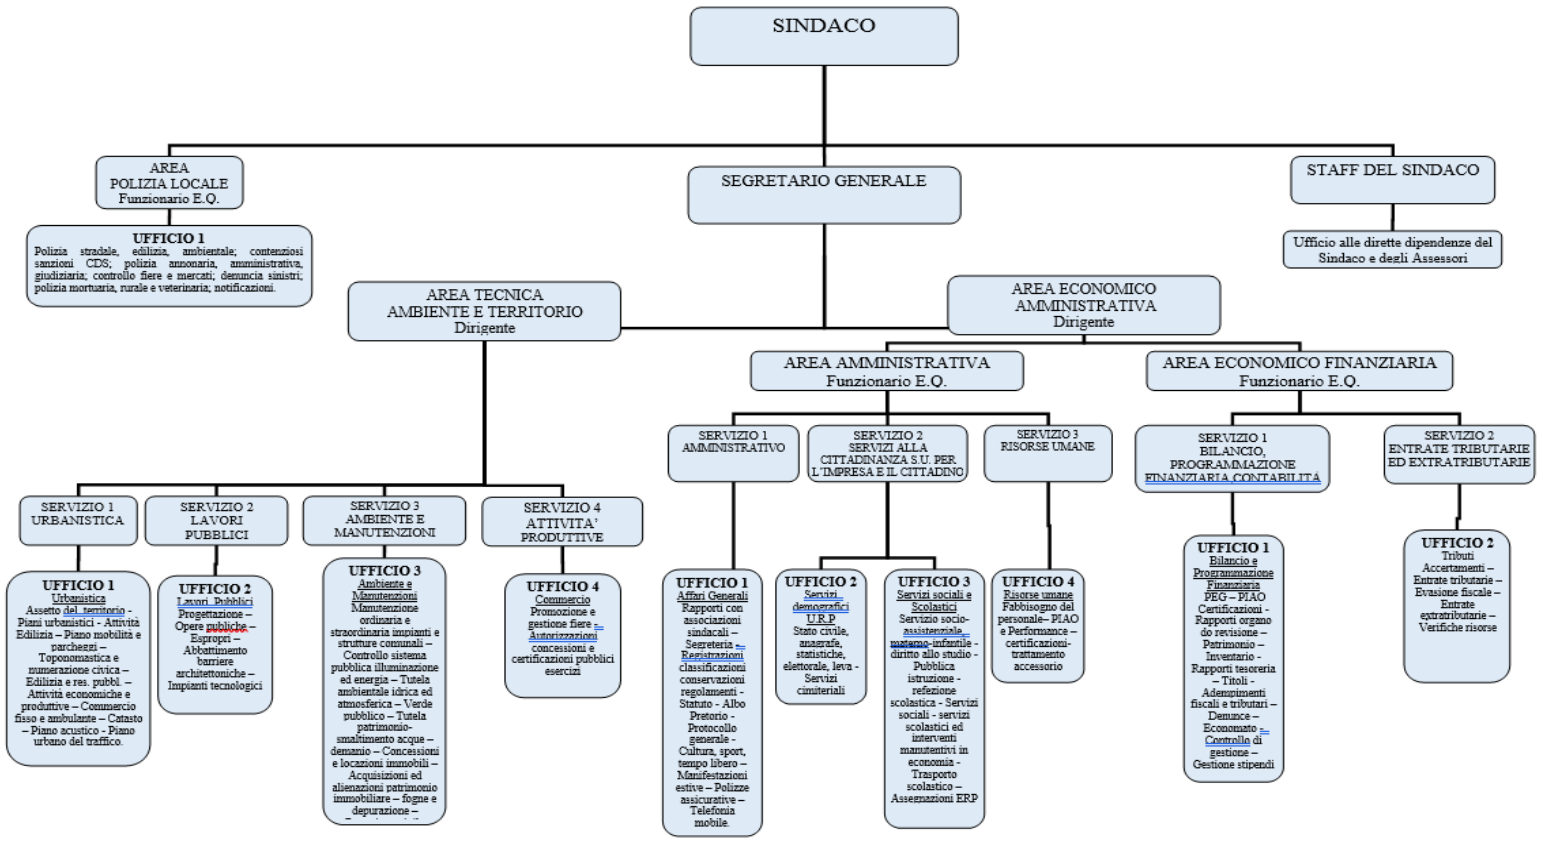 SINDACO
AREA
POLIZIA LOCALE
Funzionario E.Q.
SEGRETARIO GENERALE
STAFF DEL SINDACO
UFFICIO 1
Polizia stradale, edilizia, ambientale; contenziosi
sanzioni CDS; polizia annonaria, amministrativa,
giudiziaria; controllo fiere e mercati; denuncia sinistri;
polizia mortuaria, rurale e veterinaria; notificazioni.
Ufficio alle dirette dipendenze del
Sindaco e degli Assessori
AREA TECNICA
AMBIENTE E TERRITORIO
Dirigente
AREA ECONOMICO
AMMINISTRATIVA
Dirigente
AREA AMMINISTRATIVA
Funzionario E.Q.
AREA ECONOMICO FINANZIARIA
Funzionario E.Q.
SERVIZIO 1
AMMINISTRATIVO
SERVIZIO 2
SERVIZI ALLA
CITTADINANZA S.U. PER
L'IMPRESA E IL CITTADINO
SERVIZIO 3
RISORSE UMANE
SERVIZIO 1
BILANCIO,
PROGRAMMAZIONE
FINANZIARIA,CONTABILITÁ
SERVIZIO 2
ENTRATE TRIBUTARIE
ED EXTRATRIBUTARIE
SERVIZIO 1
URBANISTICA
SERVIZIO 2
LAVORI
PUBBLICI
SERVIZIO 3
AMBIENTE E
MANUTENZIONI
SERVIZIO 4
ATTIVITA'
PRODUTTIVE
UFFICIO 1
Urbanistica
Assetto del territorio -
Piani urbanistici - Attività
Edilizia – Piano mobilità e
parcheggi –
Toponomastica e
numerazione civica –
Edilizia e res. pubbl. –
Attività economiche e
produttive – Commercio
fisso e ambulante – Catasto
– Piano acustico - Piano
urbano del traffico.
UFFICIO 2
Lavori Pubblici
Progettazione –
Opere publiche –
Espropri –
Abbattimento
barriere
architettoniche –
Impianti tecnologici
UFFICIO 3
Ambiente e
Manutenzioni
Manutenzione
ordinaria e
straordinaria impianti e
strutture comunali –
Controllo sistema
pubblica illuminazione
ed energia – Tutela
ambientale idrica ed
atmosferica – Verde
pubblico – Tutela
patrimonio-
smaltimento acque –
demanio – Concessioni
e locazioni immobili –
Acquisizioni ed
alienazioni patrimonio
immobiliare – fogne e
depurazione –
UFFICIO 4
Commercio
Promozione e
gestione fiere -
Autorizzazioni
concessioni e
certificazioni pubblici
esercizi
UFFICIO 1
Affari Generali
Rapporti con
associazioni
sindacali –
Segreteria -
Registrazioni
classificazioni
conservazioni
regolamenti -
Statuto - Albo
Pretorio -
Protocollo
generale -
Cultura, sport,
tempo libero –
Manifestazioni
estive – Polizze
assicurative –
Telefonia
mobile.
UFFICIO 2
Servizi
demografici
U.R.P
Stato civile,
anagrafe,
statistiche,
elettorale, leva -
Servizi
cimiteriali
UFFICIO 3
Servizi sociali e
Scolastici
Servizio socio-
assistenziale,
materno-infantile -
diritto allo studio -
Pubblica
istruzione -
refezione
scolastica - Servizi
sociali - servizi
scolastici ed
interventi
manutentivi in
economia -
Trasporto
scolastico –
Assegnazioni ERP
UFFICIO 4
Risorse umane
Fabbisogno del
personale– PIAO
e Performance –
certificazioni-
trattamento
accessorio
UFFICIO 1
Bilancio e
Programmazione
Finanziaria
PEG – PIAO
Certificazioni -
Rapporti organo
do revisione –
Patrimonio –
Inventario -
Rapporti tesoreria
– Titoli -
Adempimenti
fiscali e tributari –
Denunce –
Economato -
Controllo di
gestione –
Gestione stipendi
UFFICIO 2
Tributi
Accertamenti –
Entrate tributarie –
Evasione fiscale –
Entrate
extratributarie –
Verifiche risorse